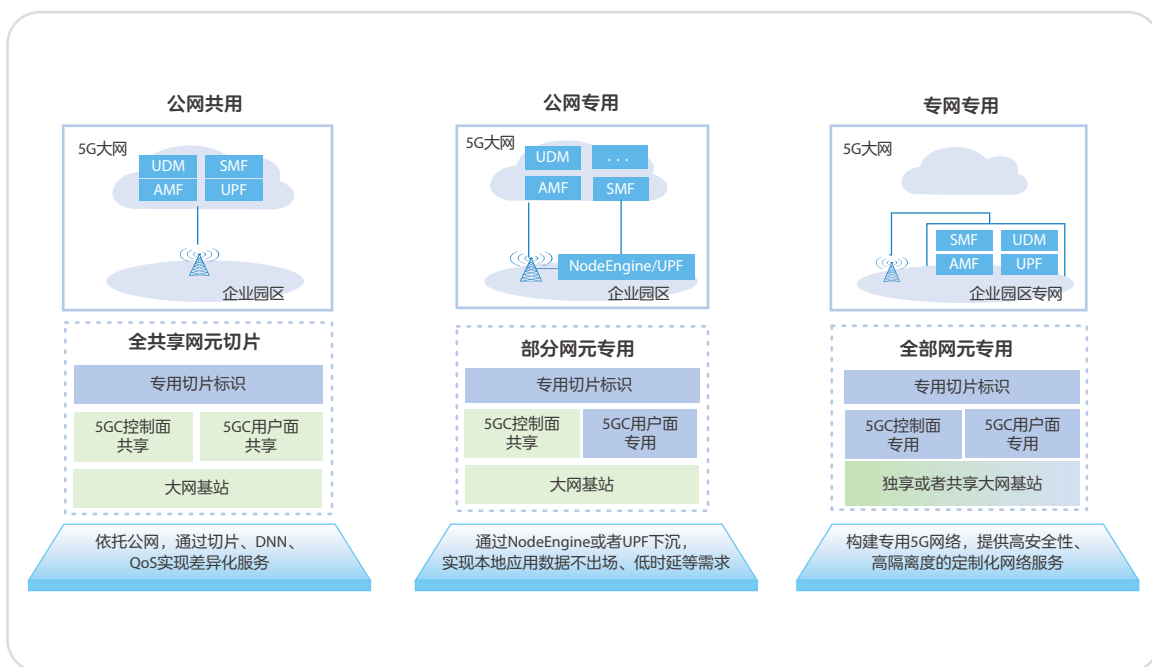 公网共用
5G大网
UDM
SMF
AMF
UPF
企业园区
全共享网元切片
专用切片标识
5GC控制面
共享
5GC用户面
共享
大网基站
依托公网，通过切片、DNN、
QoS实现差异化服务
公网专用
5G大网
UDM
...
AMF
SMF
NodeEngine/UPF
企业园区
部分网元专用
专用切片标识
5GC控制面
共享
5GC用户面
专用
大网基站
通过NodeEngine或者UPF下沉，
实现本地应用数据不出场、低时延等需求
专网专用
5G大网
SMF
UDM
AMF
UPF
企业园区专网
全部网元专用
专用切片标识
5GC控制面
专用
5GC用户面
专用
独享或者共享大网基站
构建专用5G网络，提供高安全性、
高隔离度的定制化网络服务